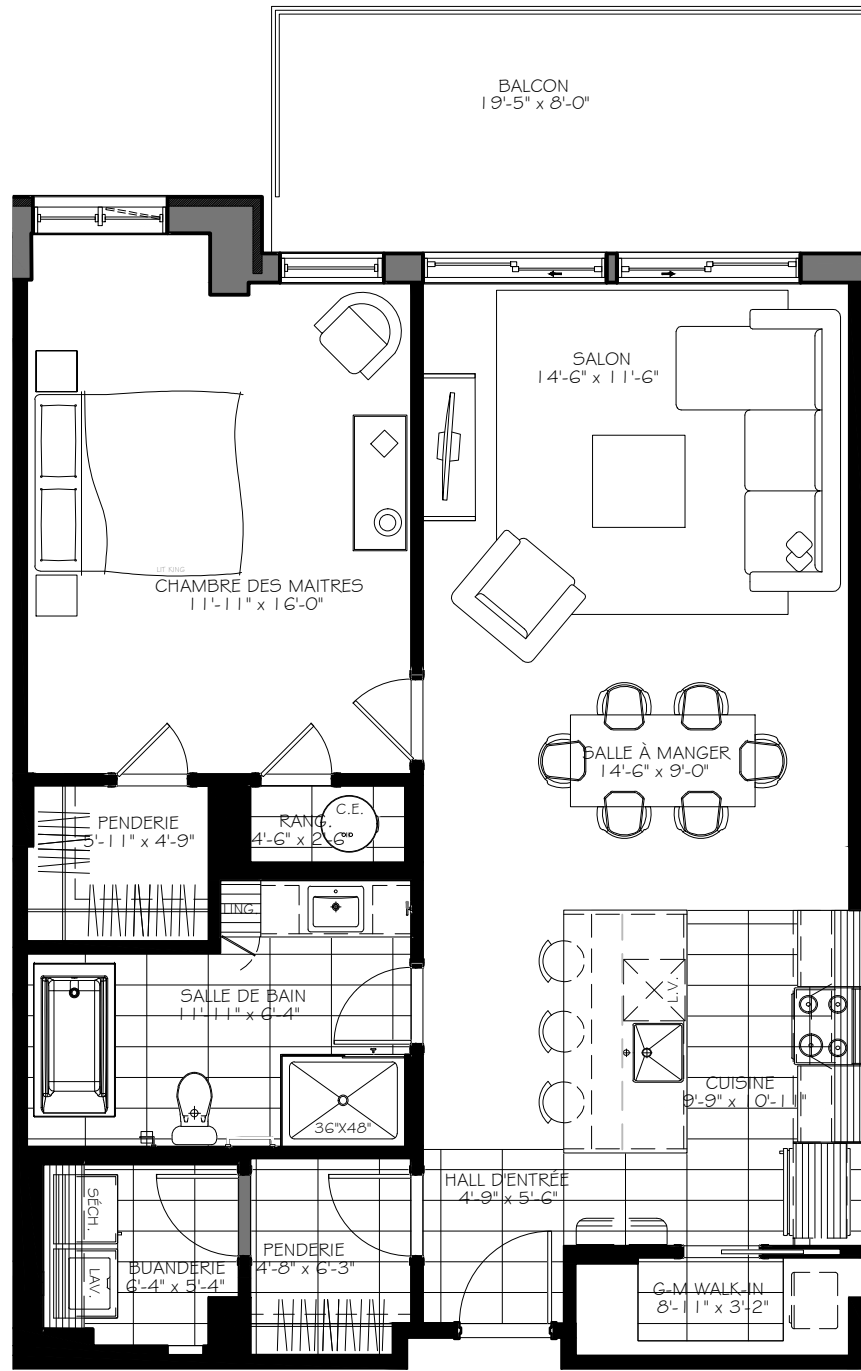 BALCON
19'-5" x 8'-0"
SALON
14'-6" x 11'-6"
LIT KING
CHAMBRE DES MAITRES
11'-11" x 16'-0"
SALLE À MANGER
14'-6" x 9'-0"
PENDERIE
5'-11" x 4'-9"
RANG.
4'-6" x 2'-6"
C.E.
LING.
SALLE DE BAIN
11'-11" x 6'-4"
36"X48"
L.V.
CUISINE
9'-9" x 10'-11"
HALL D'ENTRÉE
4'-9" x 5'-6"
SÉCH.
LAV.
BUANDERIE
6'-4" x 5'-4"
PENDERIE
4'-8" x 6'-3"
G-M WALK-IN
8'-11" x 3'-2"